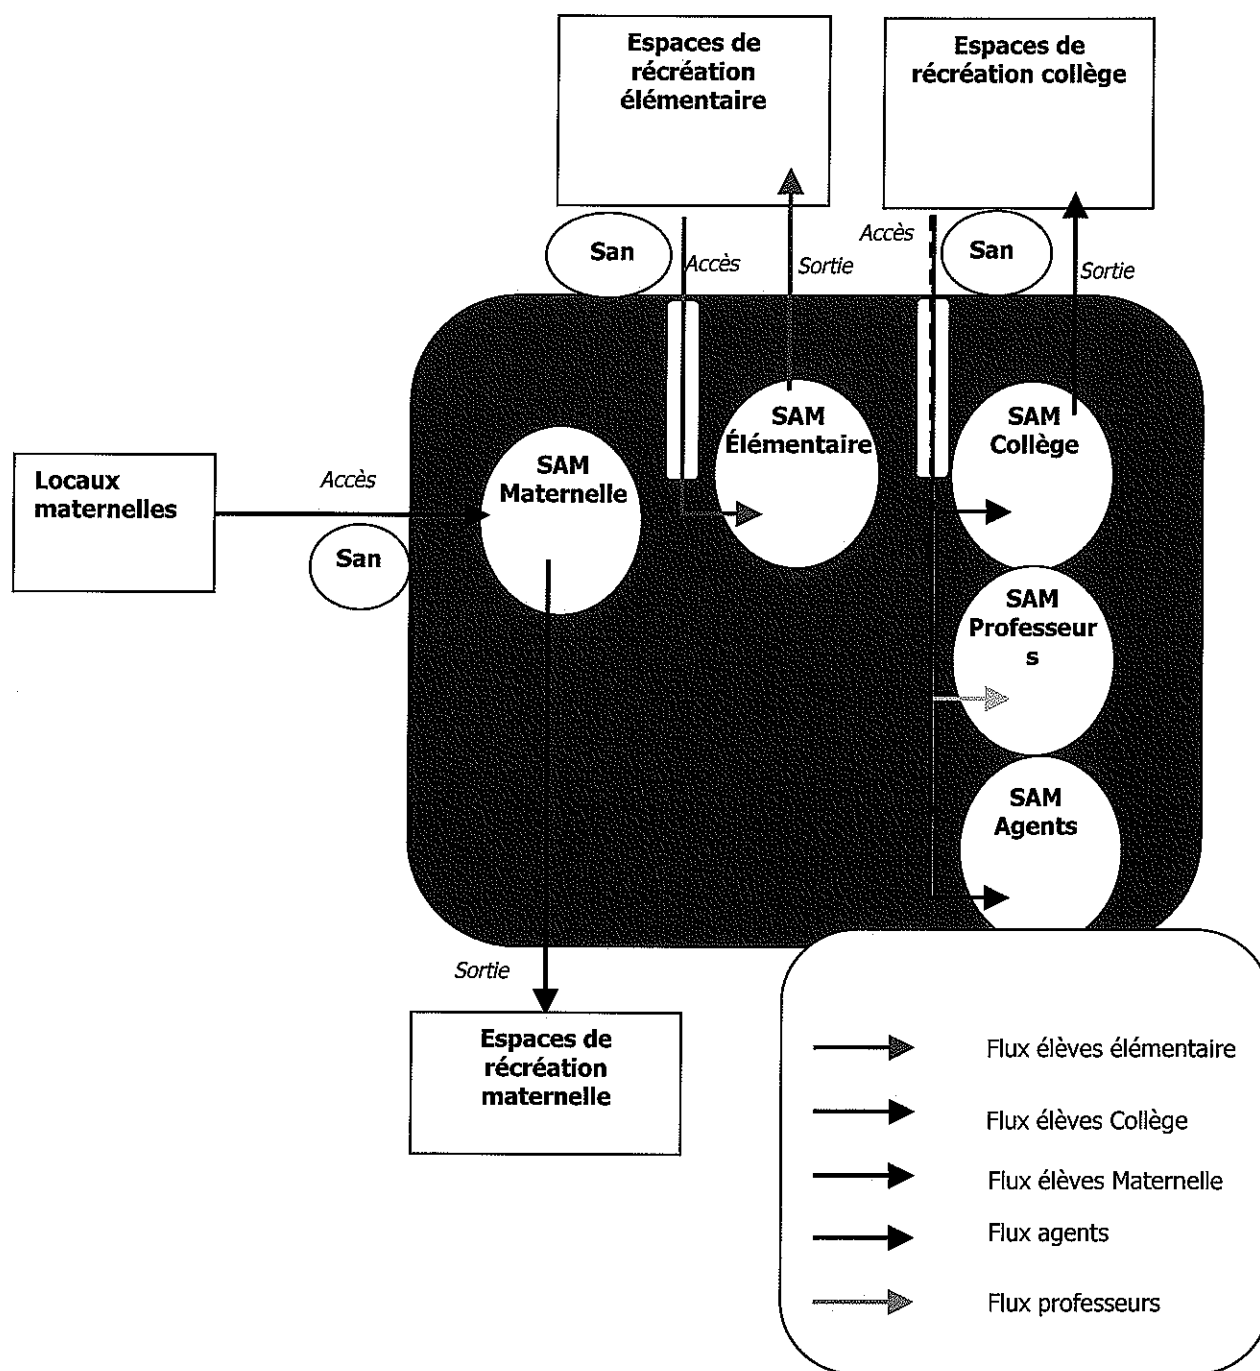 Espaces de
récréation
élémentaire
Espaces de
récréation collège
San
Accès
Sortie
Accès
San
Sortie
SAM
Élémentaire
SAM
Collège
Locaux
maternelles
Accès
San
SAM
Maternelle
SAM
Professeur
s
SAM
Agents
Sortie
Espaces de
récréation
maternelle
Flux élèves élémentaire
Flux élèves Collège
Flux élèves Maternelle
Flux agents
Flux professeurs